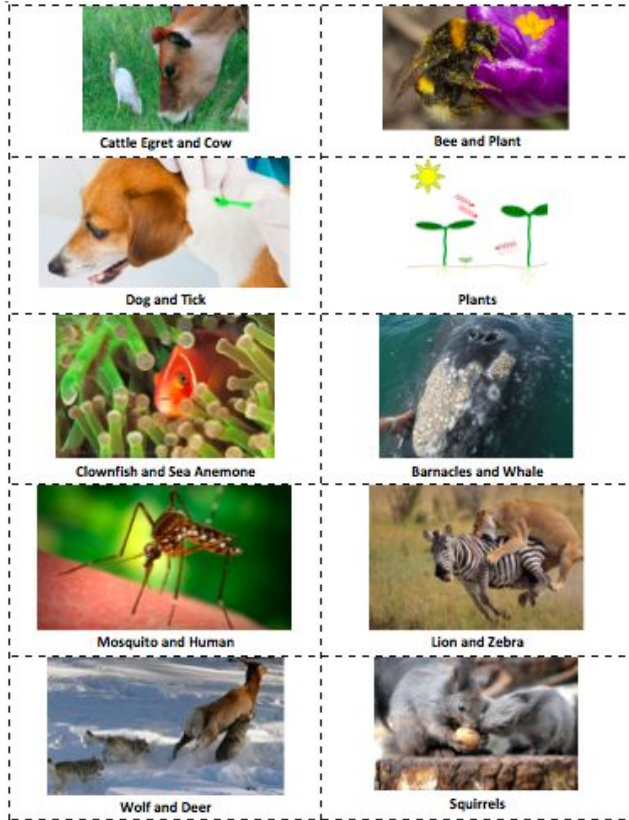 Cattle Egret and Cow
Bee and Plant
Dog and Tick
Plants
Clownfish and Sea Anemone
Barnacles and Whale
Mosquito and Human
Lion and Zebra
Wolf and Deer
Squirrels